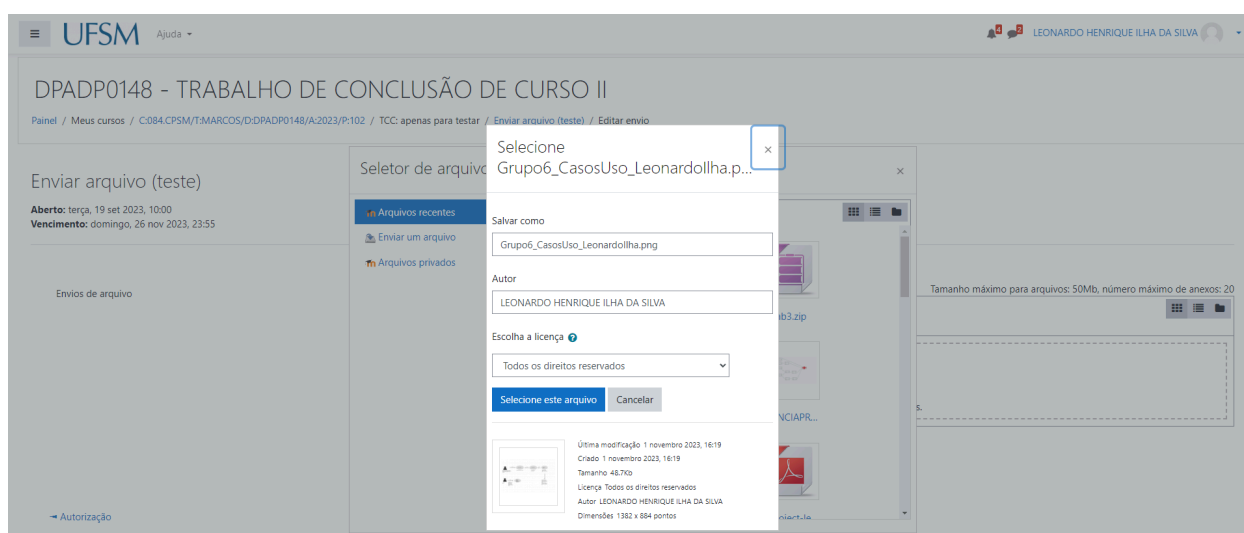 UFSM Ajuda
4 2 LEONARDO HENRIQUE ILHA DA SILVA
DPADP0148 - TRABALHO DE CONCLUSÃO DE CURSO II
Painel / Meus cursos / C:084.CPSM/T:MARCOS/D:DPADP0148/A:2023/P:102 / TCC: apenas para testar / Enviar arquivo (teste) / Editar envio
Enviar arquivo (teste)
Aberto: terça, 19 set 2023, 10:00
Vencimento: domingo, 26 nov 2023, 23:55
Envios de arquivo
Autorização
Seletor de arquivo
Arquivos recentes
Enviar um arquivo
Arquivos privados
Selecione
Grupo6_CasosUso_LeonardoIlha.p...
×
Salvar como
Grupo6_CasosUso_LeonardoIlha.png
Autor
LEONARDO HENRIQUE ILHA DA SILVA
Escolha a licença
Todos os direitos reservados
Selecione este arquivo Cancelar
Última modificação 1 novembro 2023, 16:19
Criado 1 novembro 2023, 16:19
Tamanho 48.7Kb
Licença Todos os direitos reservados
Autor LEONARDO HENRIQUE ILHA DA SILVA
Dimensões 1382 x 884 pontos
×
b3.zip
NCIAPR...
Tamanho máximo para arquivos: 50Mb, número máximo de anexos: 20
s.